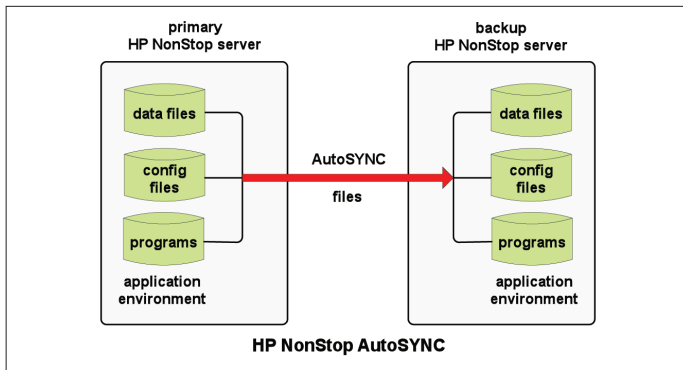 primary
HP NonStop server
data files
config
files
programs
application
environment
AutoSYNC
files
backup
HP NonStop server
data files
config
files
programs
application
environment
HP NonStop AutoSYNC